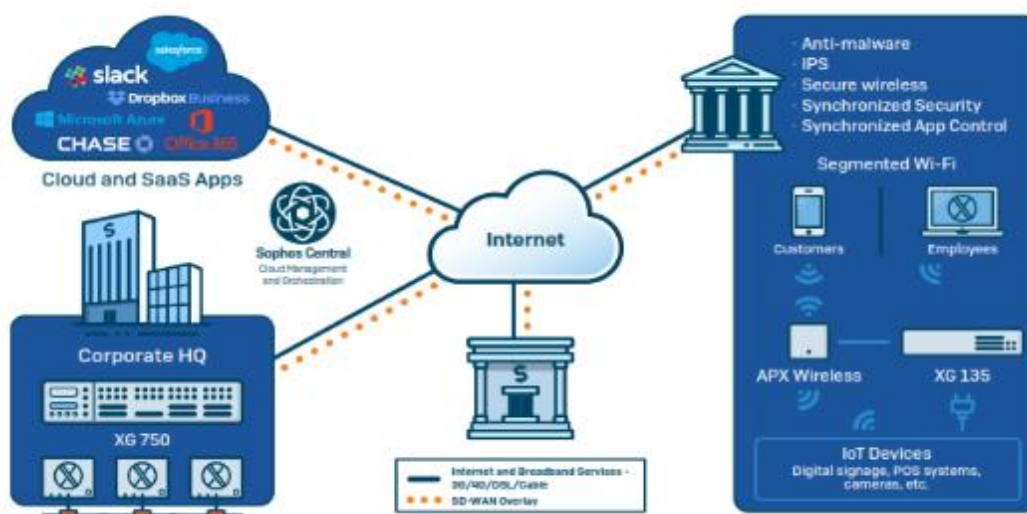 salesforce
slack
Dropbox Business
Microsoft Azure
Office 365
CHASE
Cloud and SaaS Apps
Sophos Central
Cloud Management
and Orchestration
S
Corporate HQ
XG 750
Internet
S
Internet and Broadband Services -
3G/4G/DSL/Cable
SD-WAN Overlay
· Anti-malware
· IPS
· Secure wireless
· Synchronized Security
· Synchronized App Control
Segmented Wi-Fi
Customers
Employees
APX Wireless
XG 135
IoT Devices
Digital signage, POS systems,
cameras, etc.